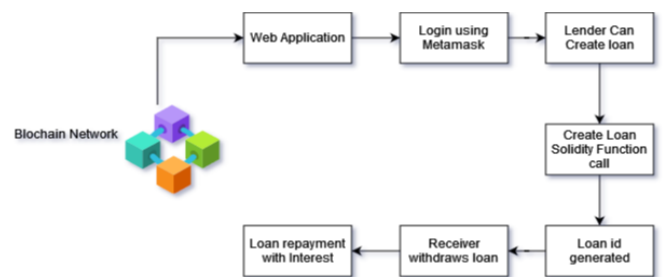 Web Application
Login using
Metamask
Lender Can
Create loan
Blochain Network
Create Loan
Solidity Function
call
Loan repayment
with Interest
Receiver
withdraws loan
Loan id
generated